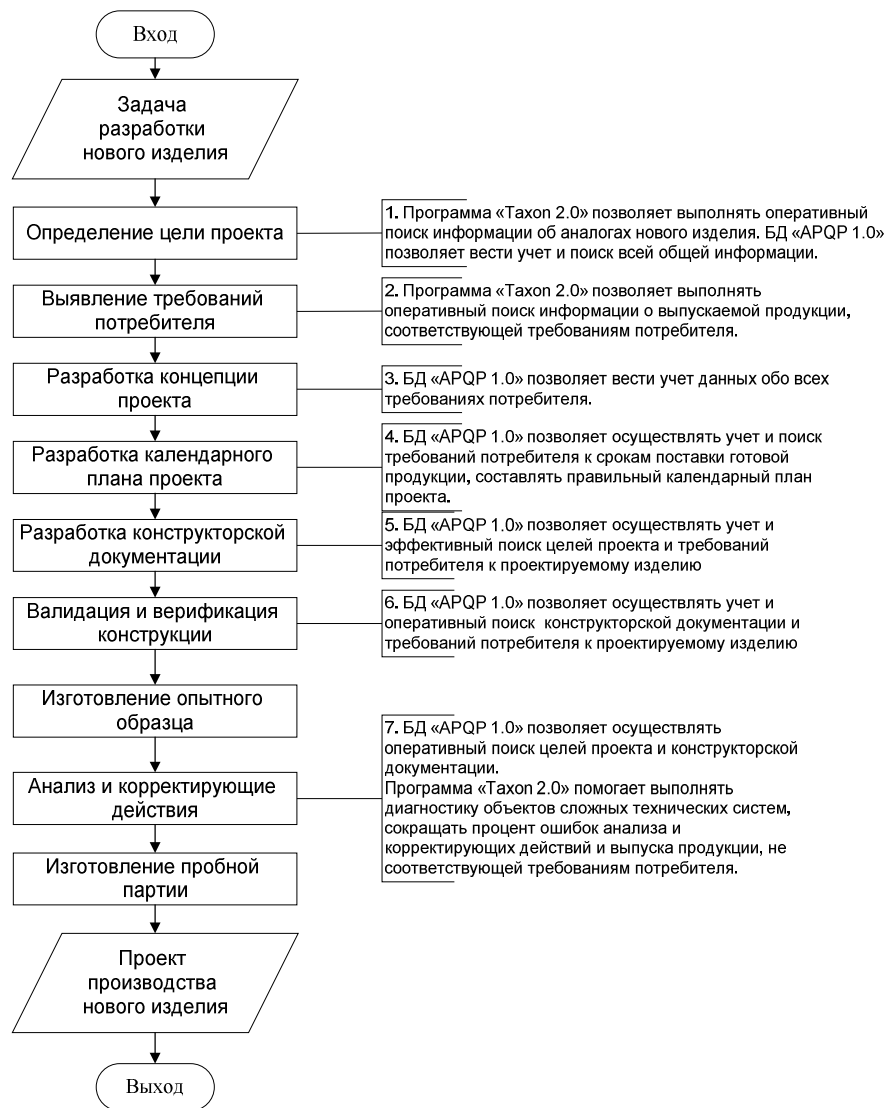 Вход
Задача
разработки
нового изделия
Определение цели проекта
1. Программа «Taxon 2.0» позволяет выполнять оперативный
поиск информации об аналогах нового изделия. БД «APQP 1.0»
позволяет вести учет и поиск всей общей информации.
Выявление требований
потребителя
2. Программа «Taxon 2.0» позволяет выполнять
оперативный поиск информации о выпускаемой продукции,
соответствующей требованиям потребителя.
Разработка концепции
проекта
3. БД «APQP 1.0» позволяет вести учет данных обо всех
требованиях потребителя.
Разработка календарного
плана проекта
4. БД «APQP 1.0» позволяет осуществлять учет и поиск
требований потребителя к срокам поставки готовой
продукции, составлять правильный календарный план
проекта.
Разработка конструкторской
документации
5. БД «APQP 1.0» позволяет осуществлять учет и
эффективный поиск целей проекта и требований
потребителя к проектируемому изделию
Валидация и верификация
конструкции
6. БД «APQP 1.0» позволяет осуществлять учет и
оперативный поиск конструкторской документации и
требований потребителя к проектируемому изделию
Изготовление опытного
образца
Анализ и корректирующие
действия
7. БД «APQP 1.0» позволяет осуществлять
оперативный поиск целей проекта и конструкторской
документации.
Программа «Taxon 2.0» помогает выполнять
диагностику объектов сложных технических систем,
сокращать процент ошибок анализа и
корректирующих действий и выпуска продукции, не
соответствующей требованиям потребителя.
Изготовление пробной
партии
Проект
производства
нового изделия
Выход